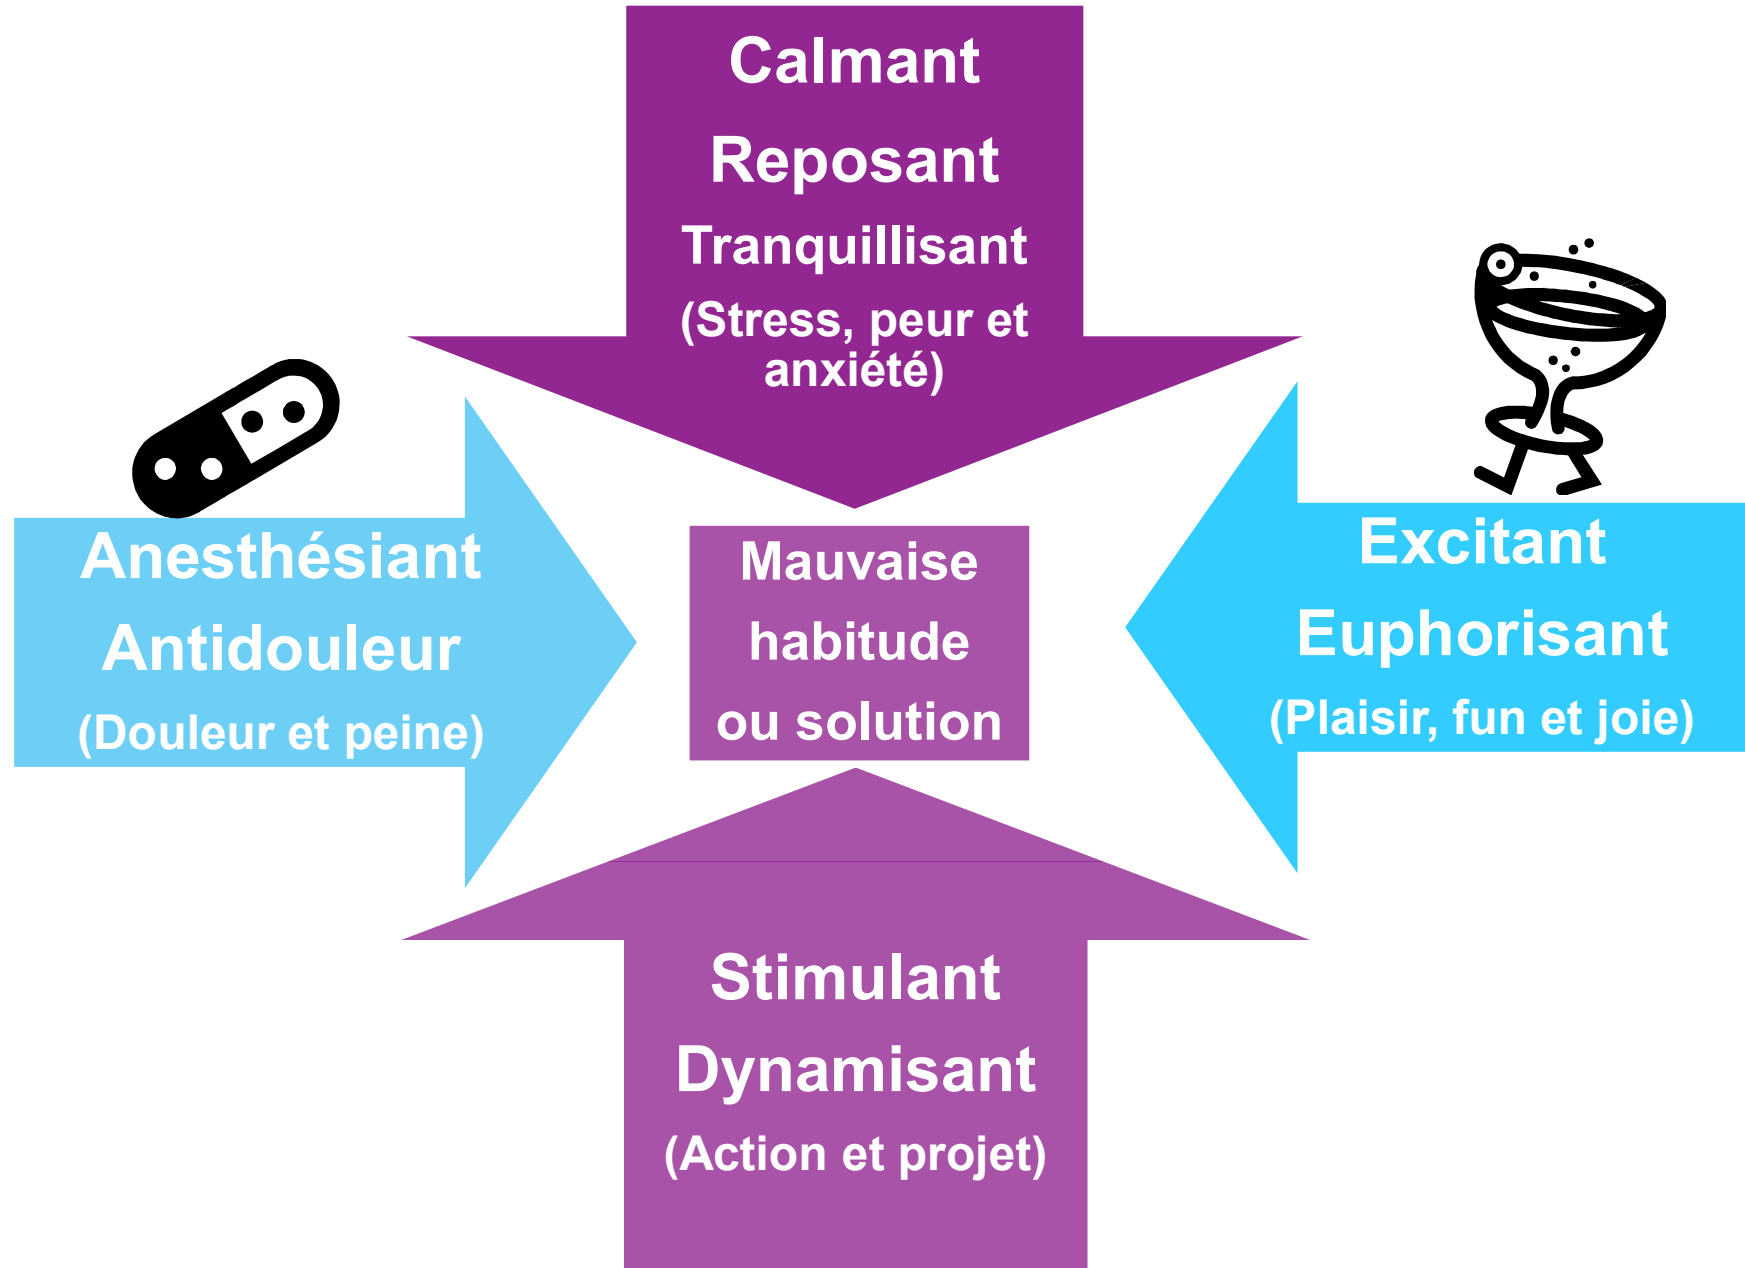 Calmant
Reposant
Tranquillisant
(Stress, peur et
anxiété)
Anesthésiant
Antidouleur
(Douleur et peine)
Mauvaise
habitude
ou solution
Excitant
Euphorisant
(Plaisir, fun et joie)
Stimulant
Dynamisant
(Action et projet)